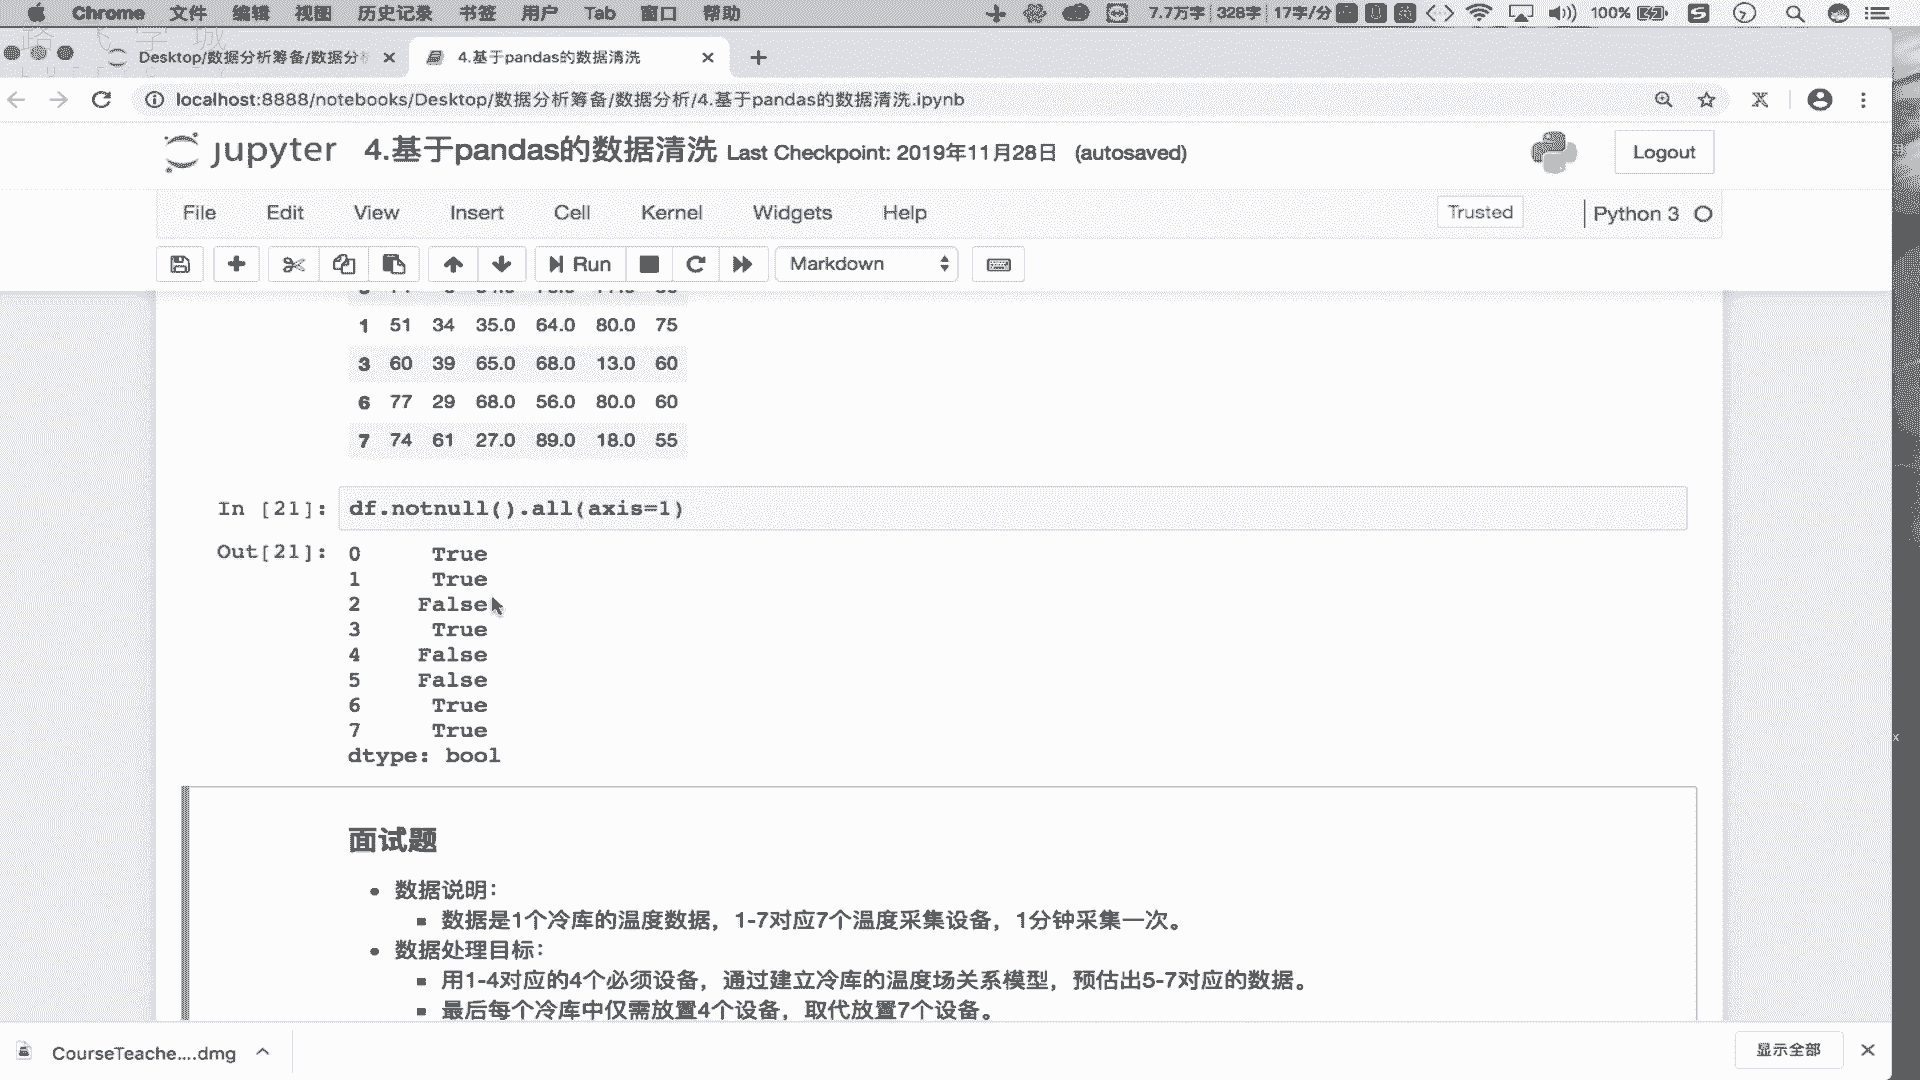 Chrome 文件 编辑 视图 历史记录 书签 用户 Tab 窗口 帮助 7.7万字 328字 17字/分 100%
Desktop/数据分析筹备/数据分 4.基于pandas的数据清洗
localhost:8888/notebooks/Desktop/数据分析筹备/数据分析/4.基于pandas的数据清洗.ipynb
jupyter 4.基于pandas的数据清洗 Last Checkpoint: 2019年11月28日 (autosaved) Logout
File Edit View Insert Cell Kernel Widgets Help Trusted Python 3
Run Markdown
1 51 34 35.0 64.0 80.0 75
3 60 39 65.0 68.0 13.0 60
6 77 29 68.0 56.0 80.0 60
7 74 61 27.0 89.0 18.0 55
In [21]: df.notnull().all(axis=1)
Out[21]: 0 True
1 True
2 False
3 True
4 False
5 False
6 True
7 True
dtype: bool
面试题
数据说明：
数据是1个冷库的温度数据，1-7对应7个温度采集设备，1分钟采集一次。
数据处理目标：
用1-4对应的4个必须设备，通过建立冷库的温度场关系模型，预估出5-7对应的数据。
最后每个冷库中仅需放置4个设备，取代放置7个设备。
CourseTeache....dmg 显示全部